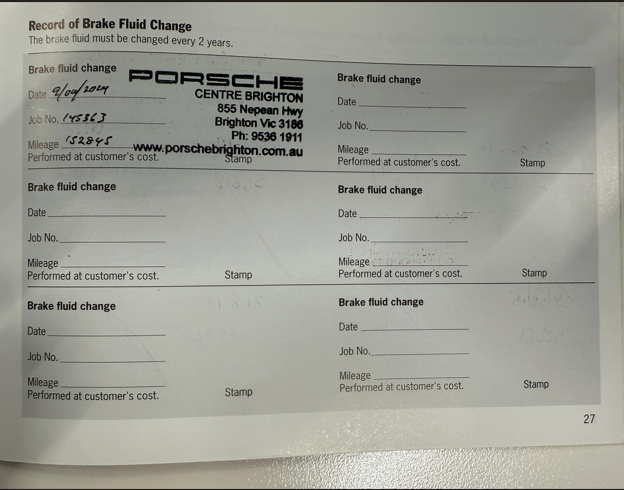 Record of Brake Fluid Change
The brake fluid must be changed every 2 years.
Brake fluid change
Date 9/09/2024
Job No. 145363
Mileage 152845
Performed at customer's cost.
Stamp
PORSCHE
CENTRE BRIGHTON
855 Nepean Hwy
Brighton Vic 3186
Ph: 9536 1911
www.porschebrighton.com.au
Brake fluid change
Date
Job No.
Mileage
Performed at customer's cost. Stamp
Brake fluid change
Date
Job No.
Mileage
Performed at customer's cost. Stamp
Brake fluid change
Date
Job No.
Mileage
Performed at customer's cost. Stamp
Brake fluid change
Date
Job No.
Mileage
Performed at customer's cost. Stamp
Brake fluid change
Date
Job No.
Mileage
Performed at customer's cost. Stamp
27